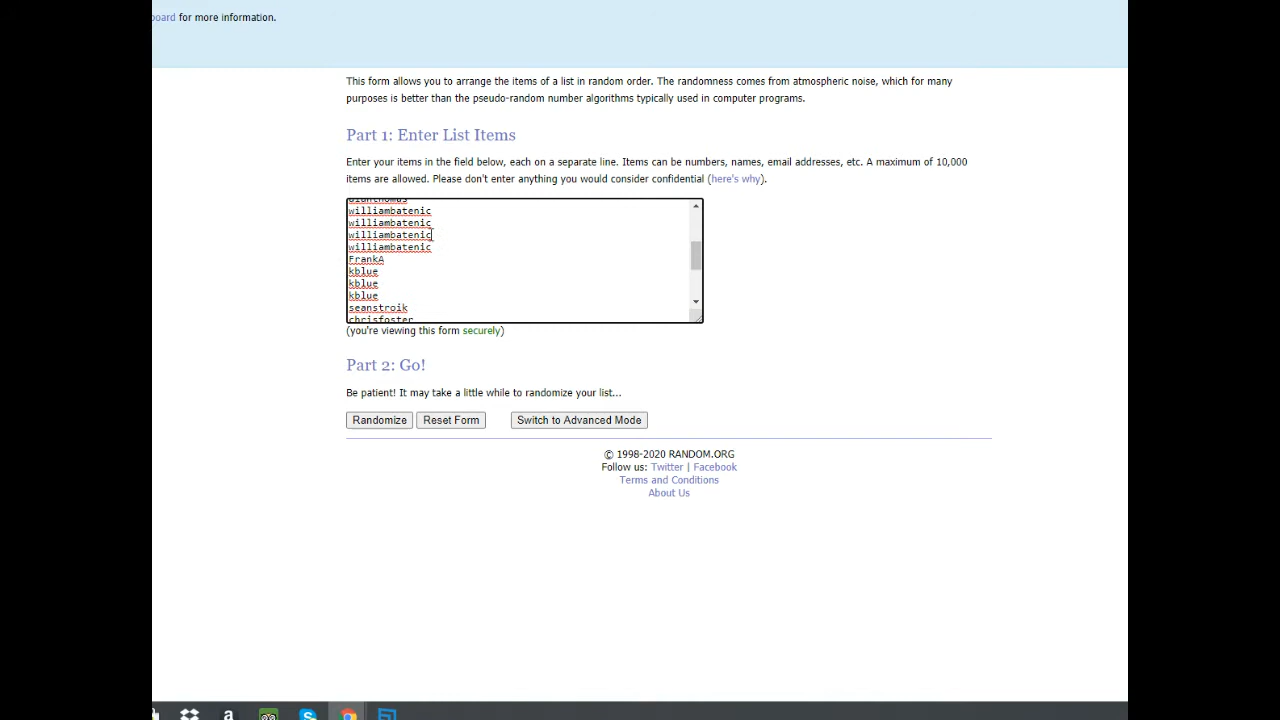 board for more information.
This form allows you to arrange the items of a list in random order. The randomness comes from atmospheric noise, which for many
purposes is better than the pseudo-random number algorithms typically used in computer programs.
Part 1: Enter List Items
Enter your items in the field below, each on a separate line. Items can be numbers, names, email addresses, etc. A maximum of 10,000
items are allowed. Please don't enter anything you would consider confidential (here's why).
williambatenic
williambatenic
williambatenic
williambatenic
FrankA
kblue
kblue
kblue
seanstroik
chrisfoster
(you're viewing this form securely)
Part 2: Go!
Be patient! It may take a little while to randomize your list...
Randomize Reset Form Switch to Advanced Mode
© 1998-2020 RANDOM.ORG
Follow us: Twitter | Facebook
Terms and Conditions
About Us